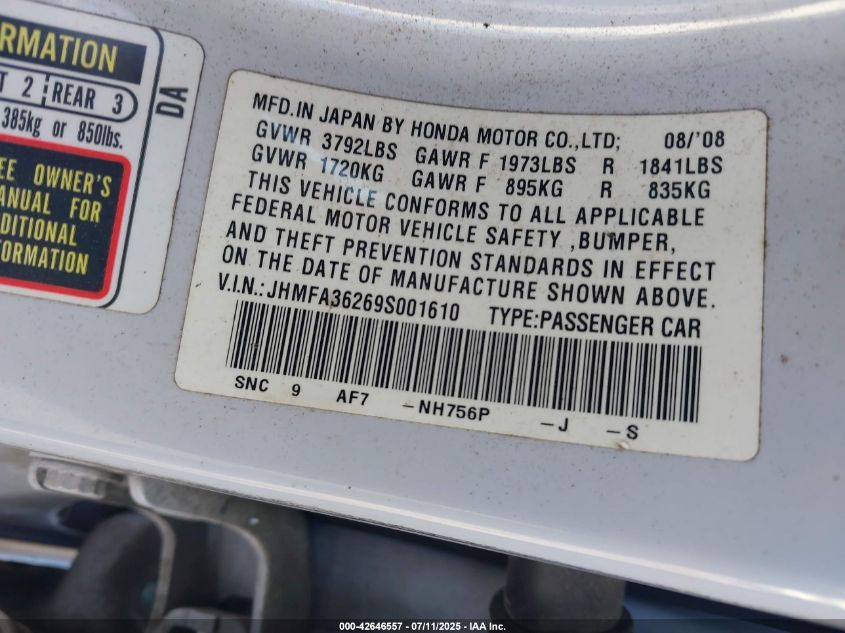 RMATION
T 2 REAR 3
385kg or 850lbs.
EE OWNER'S
ANUAL FOR
DDITIONAL
FORMATION
DA
MFD.IN JAPAN BY HONDA MOTOR CO.,LTD; 08/'08
GVWR 3792LBS GAWR F 1973LBS R 1841LBS
GVWR 1720KG GAWR F 895KG R 835KG
THIS VEHICLE CONFORMS TO ALL APPLICABLE
FEDERAL MOTOR VEHICLE SAFETY ,BUMPER,
AND THEFT PREVENTION STANDARDS IN EFFECT
ON THE DATE OF MANUFACTURE SHOWN ABOVE.
V.I.N.:JHMFA36269S001610 TYPE:PASSENGER CAR
SNC 9 AF7 -NH756P -J -S
000-42646557 - 07/11/2025 - IAA Inc.